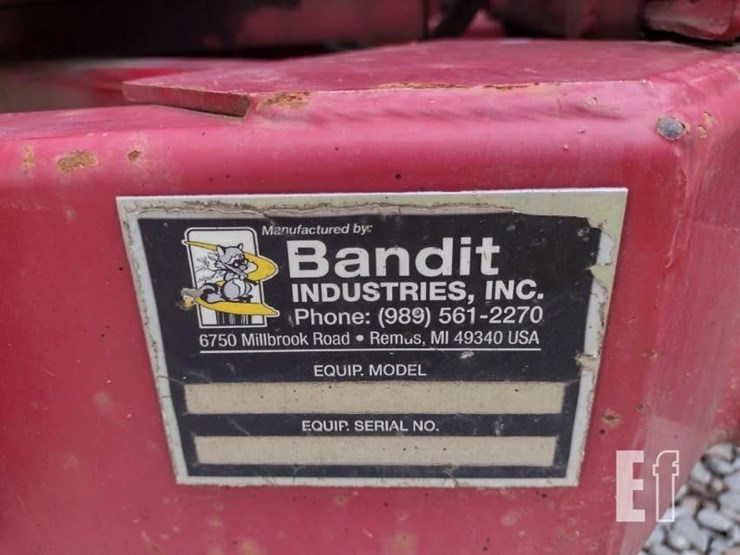 Manufactured by:
Bandit
INDUSTRIES, INC.
Phone: (989) 561-2270
6750 Millbrook Road • Remus, MI 49340 USA
EQUIP. MODEL
EQUIP. SERIAL NO.
Ef